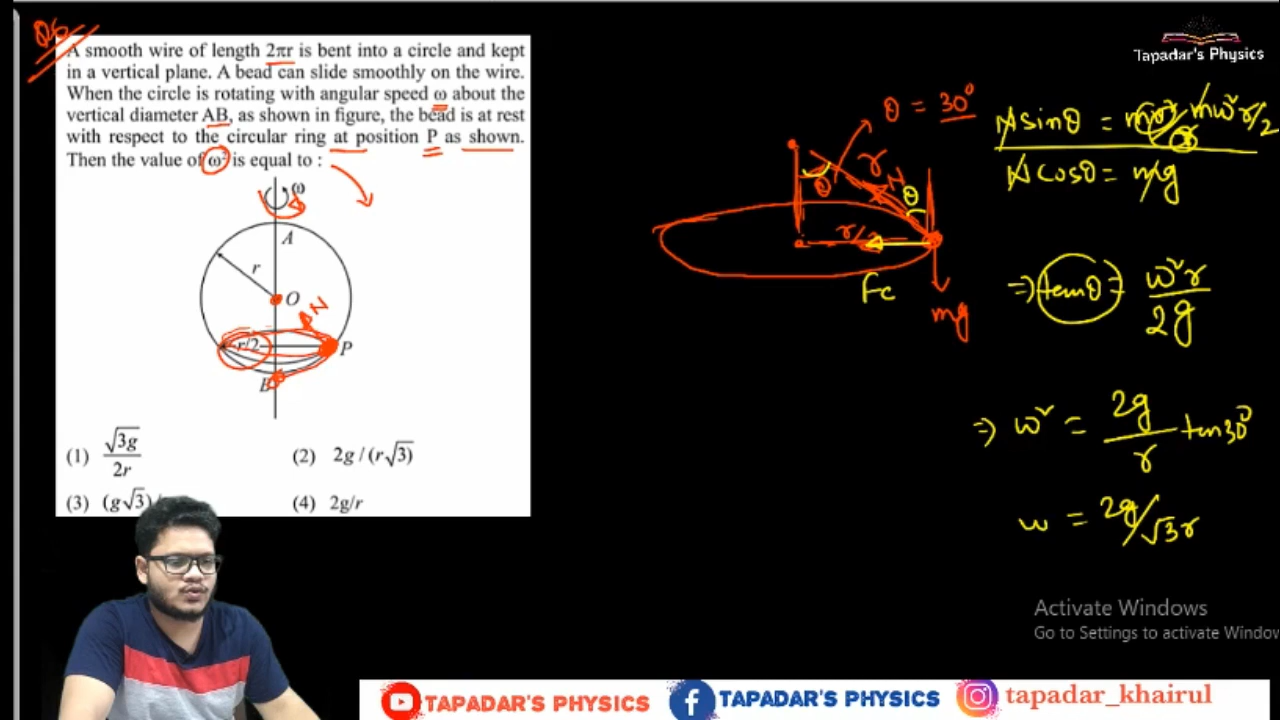 Q6
A smooth wire of length 2πr is bent into a circle and kept
in a vertical plane. A bead can slide smoothly on the wire.
When the circle is rotating with angular speed ω about the
vertical diameter AB, as shown in figure, the bead is at rest
with respect to the circular ring at position P as shown.
Then the value of ω² is equal to :
ω
A
r
O
N
r/2
P
B
(1) √3g/2r
(2) 2g / (r√3)
(3) (g√3)/
(4) 2g/r
Tapadar's Physics
θ = 30°
r
θ
N
θ
r/2
Fc
mg
N sinθ = mω²r/2
N cosθ = mg
⇒ tanθ = ω²r/2g
⇒ ω² = 2g/r tan30°
ω = 2g/√3r
Activate Windows
Go to Settings to activate Window
TAPADAR'S PHYSICS
TAPADAR'S PHYSICS
tapadar_khairul